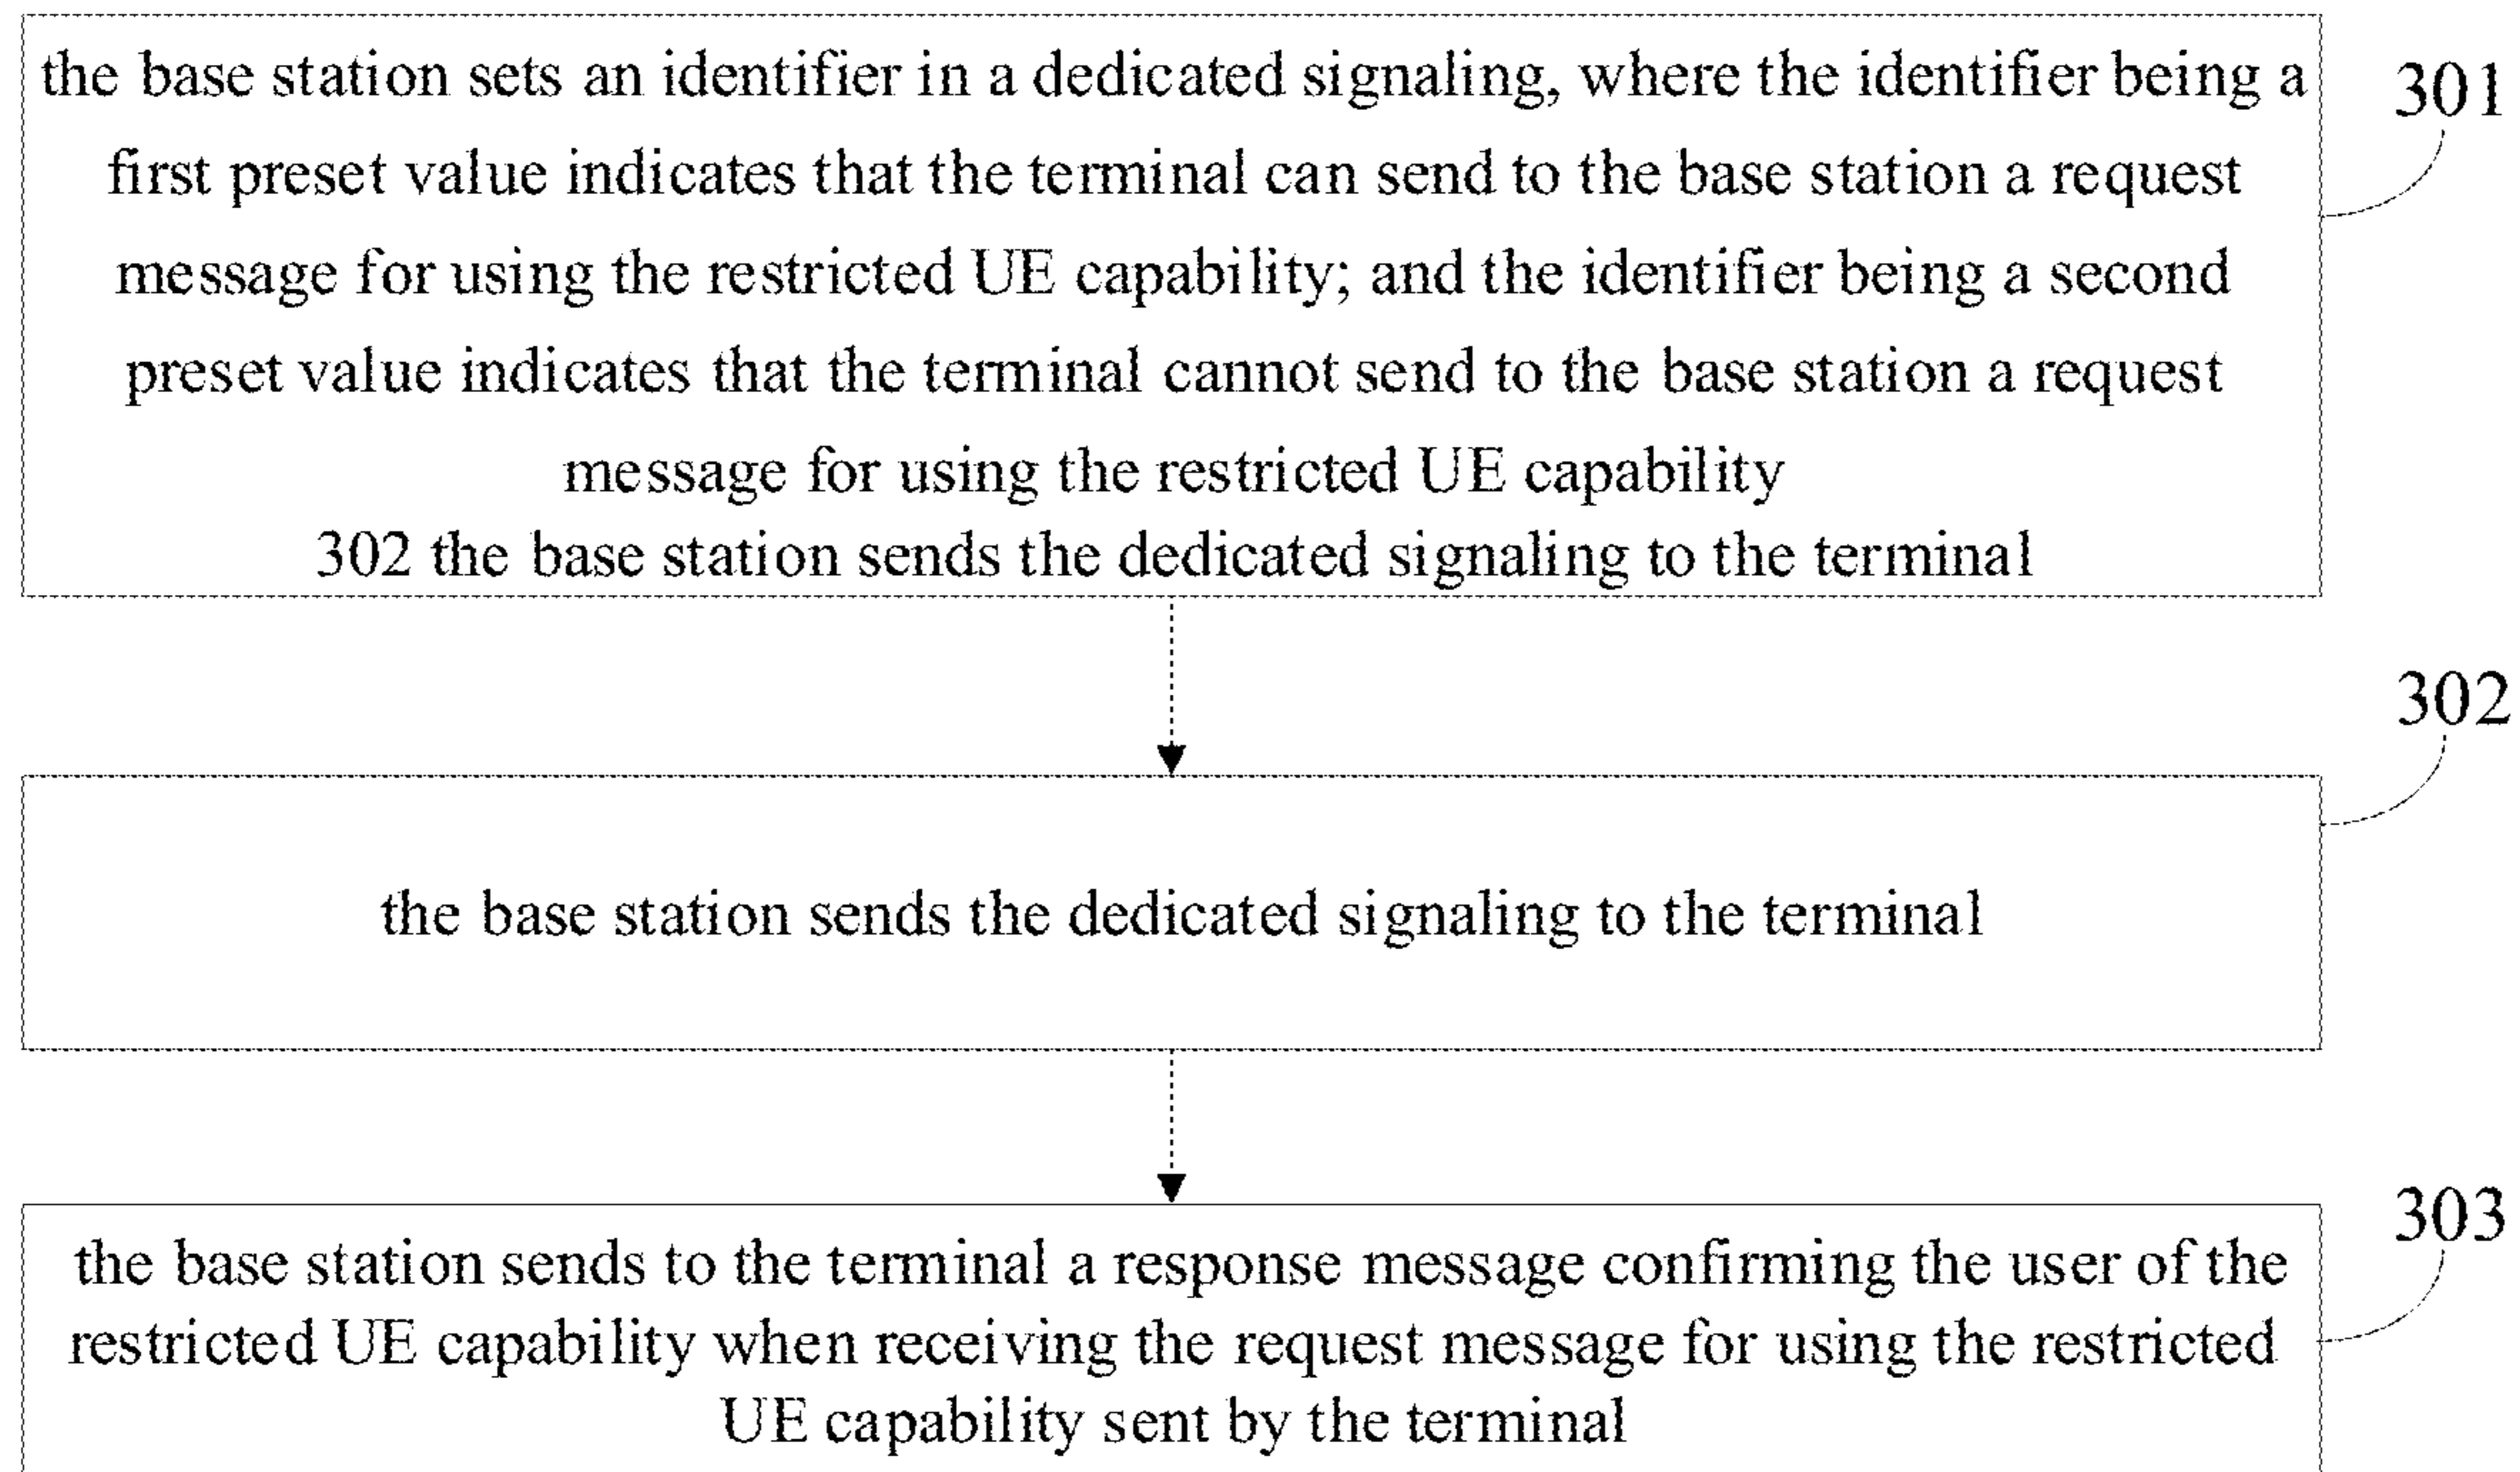 the base station sets an identifier in a dedicated signaling, where the identifier being a
301
first preset value indicates that the terminal can send to the base station a request
message for using the restricted UE capability; and the identifier being a second
preset value indicates that the terminal cannot send to the base station a request
message for using the restricted UE capability
302 the base station sends the dedicated signaling to the terminal
302
the base station sends the dedicated signaling to the terminal
303
the base station sends to the terminal a response message confirming the user of the
restricted UE capability when receiving the request message for using the restricted
UE capability sent by the terminal